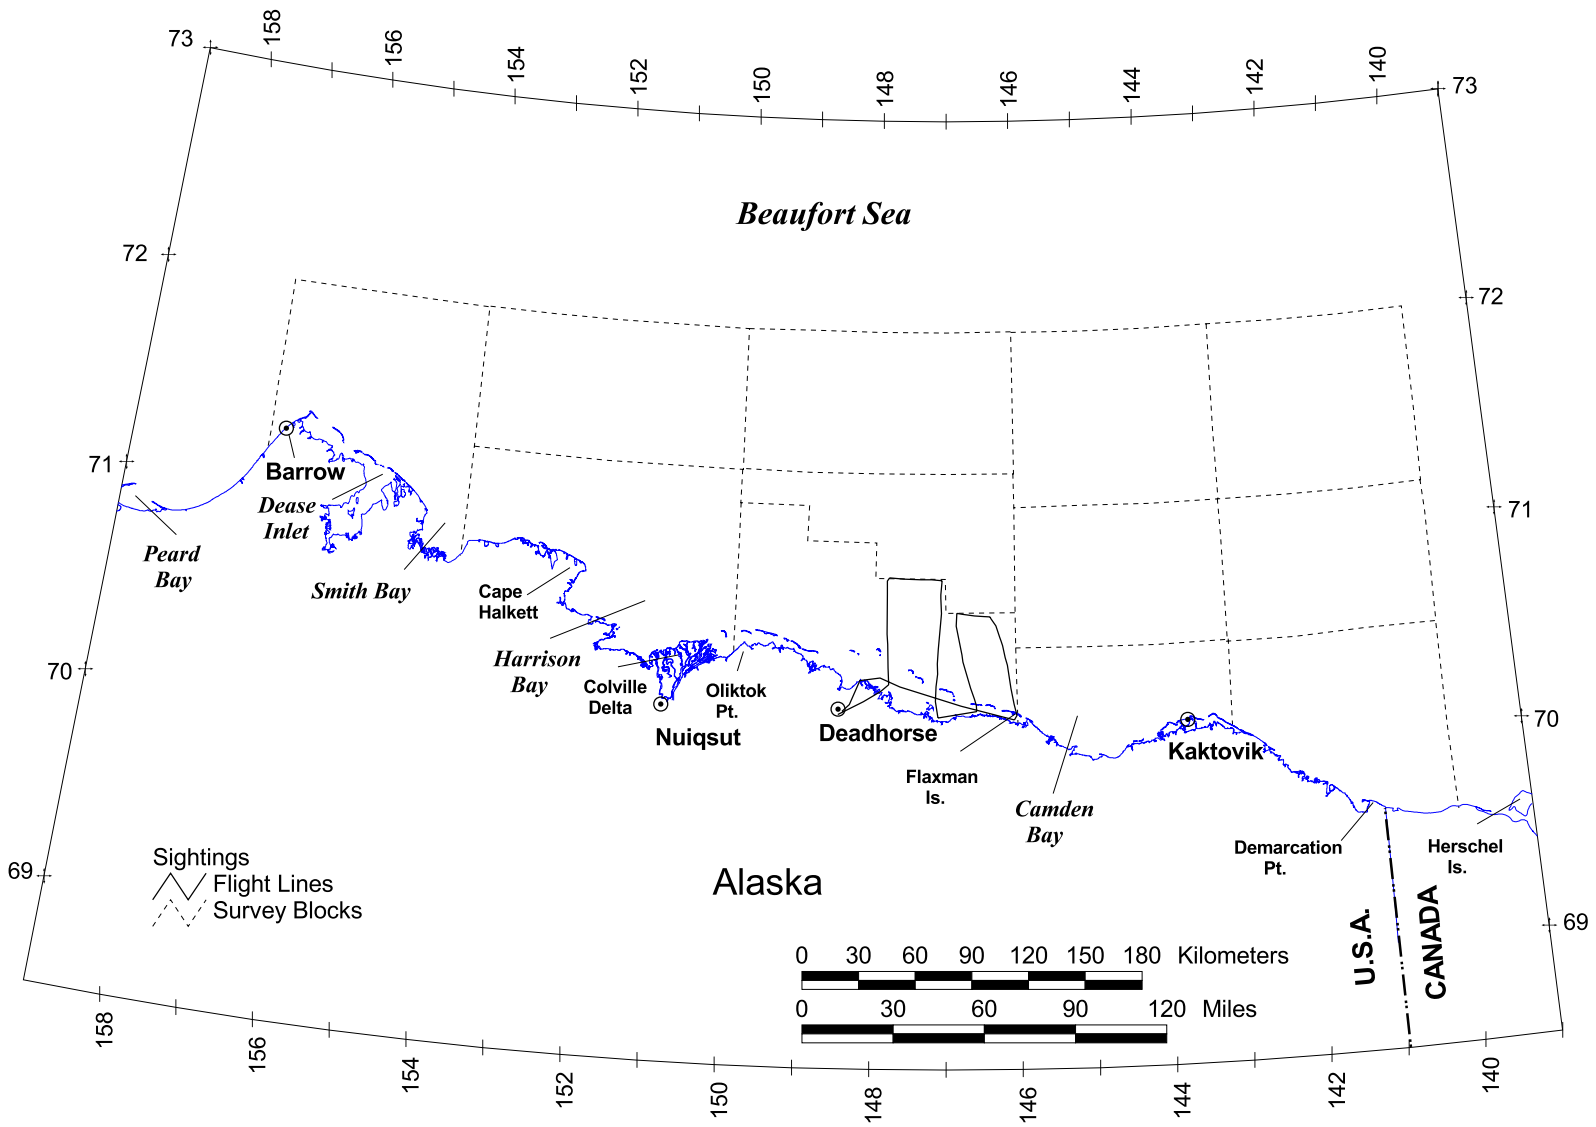 158
156
154
152
150
148
146
144
142
140
73
73
Beaufort Sea
72
72
71
71
Barrow
Dease
Inlet
Peard
Bay
Smith Bay
Cape
Halkett
70
70
Harrison
Bay
Colville
Delta
Oliktok
Pt.
Nuiqsut
Deadhorse
Kaktovik
Flaxman
Is.
Camden
Bay
Demarcation
Pt.
Herschel
Is.
69
69
Sightings
Flight Lines
Survey Blocks
Alaska
U.S.A.
CANADA
0 30 60 90 120 150 180 Kilometers
0 30 60 90 120 Miles
158
156
154
152
150
148
146
144
142
140